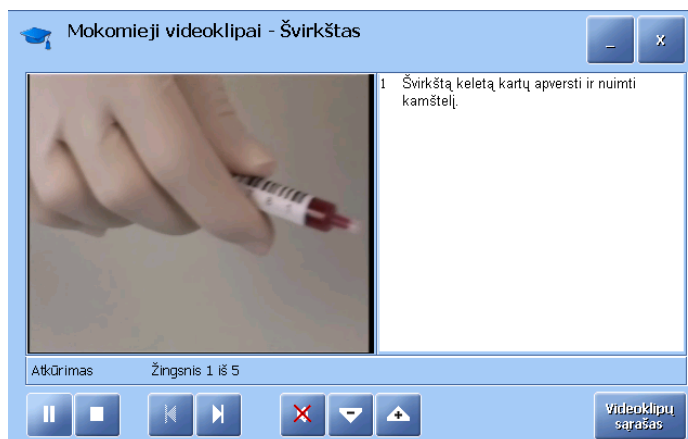 Mokomieji videoklipai - Švirkštas
1 Švirkštą keletą kartų apversti ir nuimti
kamštelį.
Atkūrimas Žingsnis 1 iš 5
Videoklipų
sąrašas